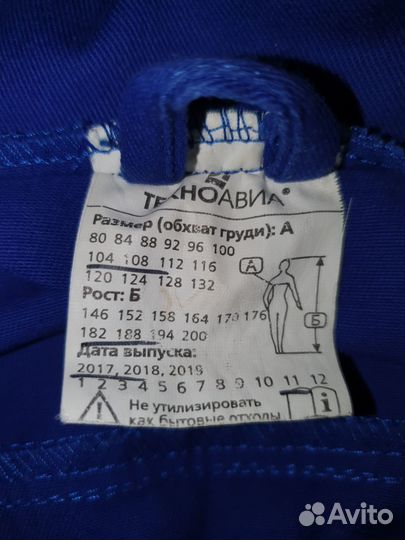 ТЕХНОАВИА®
Размер (обхват груди): А
80 84 88 92 96 100
104 108 112 116
120 124 128 132
Рост: Б
146 152 158 164 170 176
182 188 194 200
Дата выпуска:
2017, 2018, 2019
1 2 3 4 5 6 7 8 9 10 11 12
Не утилизировать
как бытовые отходы
А
Б
i
Avito